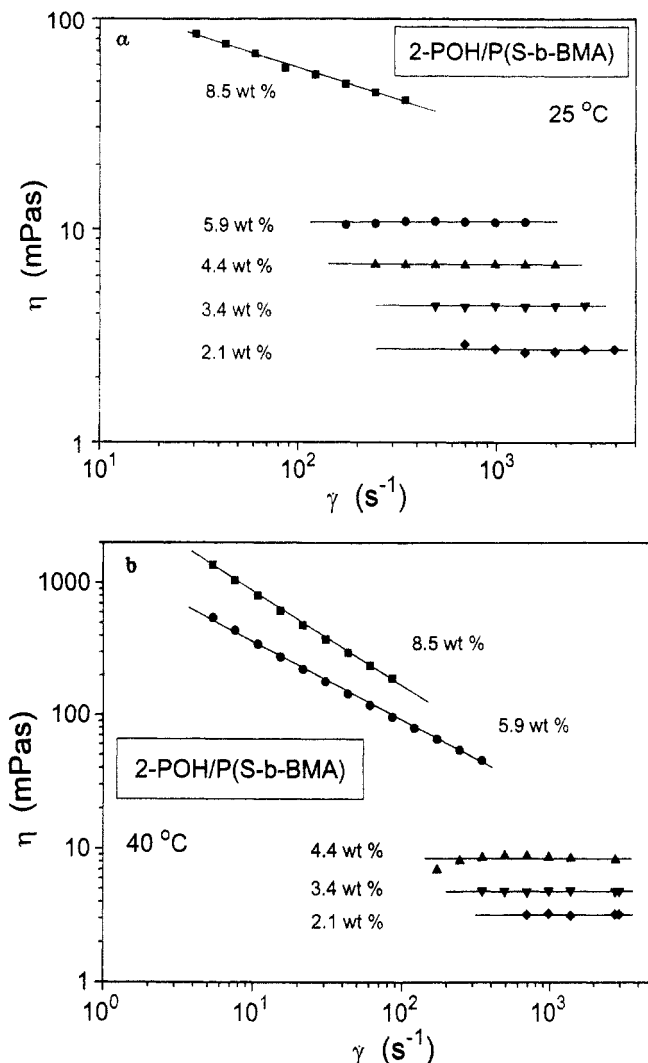 100
a
2-POH/P(S-b-BMA)
8.5 wt %
25 °C
η (mPas)
5.9 wt %
10
4.4 wt %
3.4 wt %
2.1 wt %
1
10¹
10²
10³
γ̇ (s⁻¹)
b
1000
8.5 wt %
η (mPas)
100
5.9 wt %
2-POH/P(S-b-BMA)
40 °C
4.4 wt %
10
3.4 wt %
2.1 wt %
1
10⁰
10¹
10²
10³
γ̇ (s⁻¹)